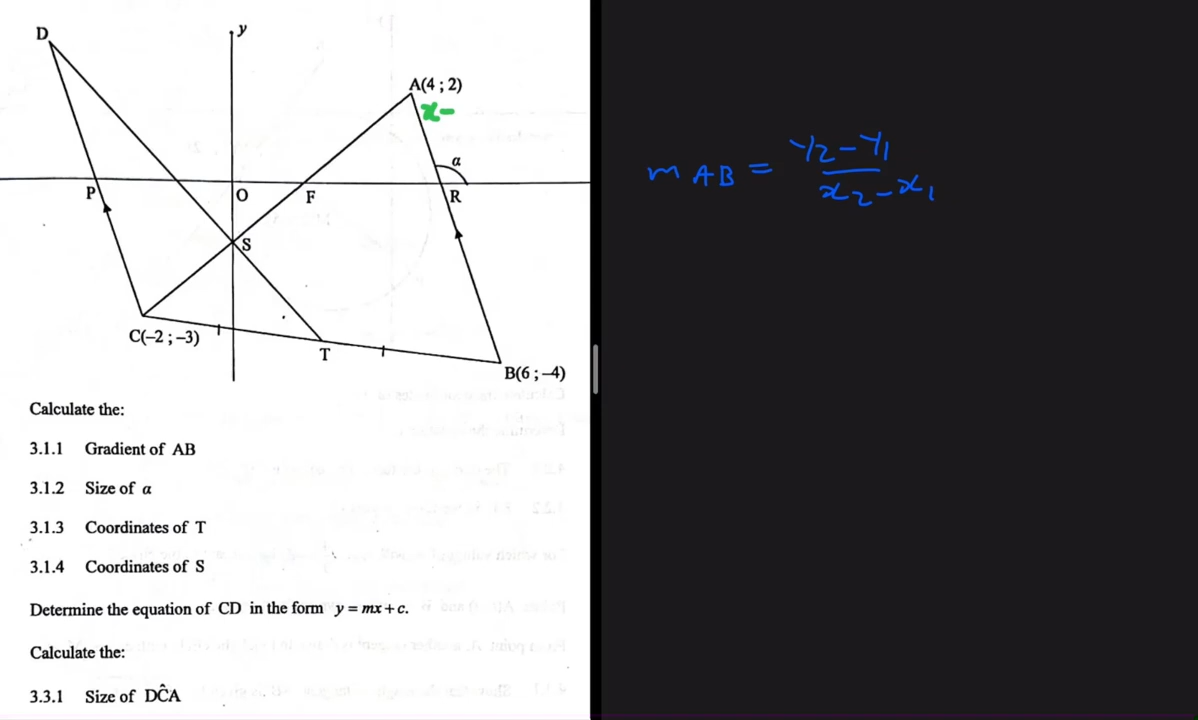 D
y
A(4 ; 2)
x-
α
P
O
F
R
S
C(–2 ; –3)
T
B(6 ; –4)
Calculate the:
3.1.1 Gradient of AB
3.1.2 Size of α
3.1.3 Coordinates of T
3.1.4 Coordinates of S
Determine the equation of CD in the form y = mx + c.
Calculate the:
3.3.1 Size of DĈA
m AB = y2 - y1
x2 - x1